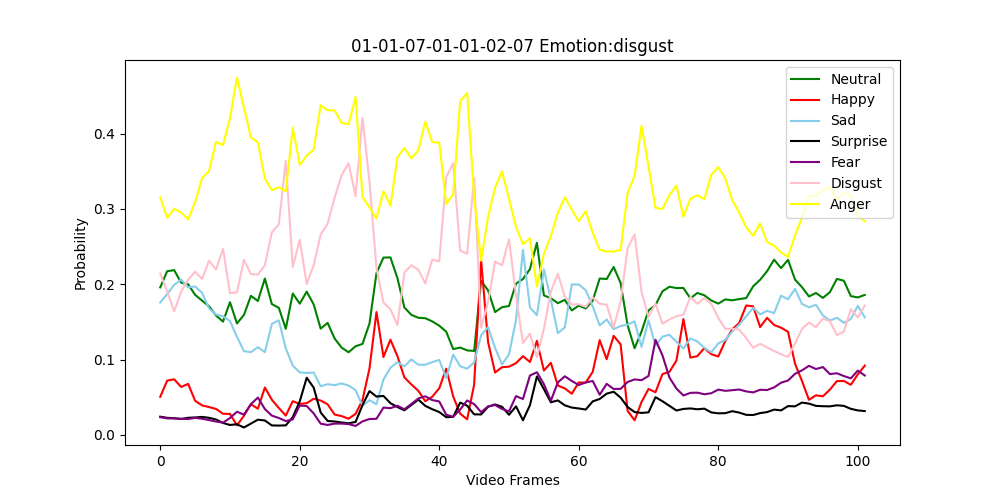 01-01-07-01-01-02-07 Emotion:disgust
Probability
0.4
0.3
0.2
0.1
0.0
0
20
40
60
80
100
Video Frames
Neutral
Happy
Sad
Surprise
Fear
Disgust
Anger